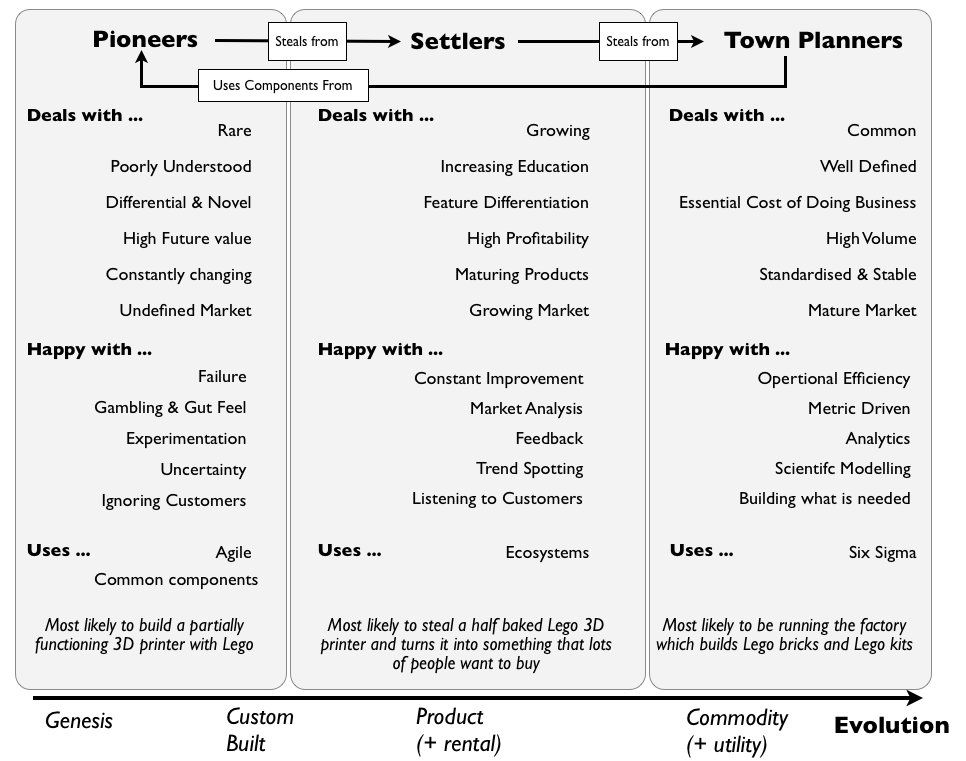 Pioneers
Steals from
Settlers
Steals from
Town Planners
Uses Components From
Deals with ...
Rare
Poorly Understood
Differential & Novel
High Future value
Constantly changing
Undefined Market
Happy with ...
Failure
Gambling & Gut Feel
Experimentation
Uncertainty
Ignoring Customers
Uses ...
Agile
Common components
Most likely to build a partially
functioning 3D printer with Lego
Deals with ...
Growing
Increasing Education
Feature Differentiation
High Profitability
Maturing Products
Growing Market
Happy with ...
Constant Improvement
Market Analysis
Feedback
Trend Spotting
Listening to Customers
Uses ...
Ecosystems
Most likely to steal a half baked Lego 3D
printer and turns it into something that lots
of people want to buy
Deals with ...
Common
Well Defined
Essential Cost of Doing Business
High Volume
Standardised & Stable
Mature Market
Happy with ...
Opertional Efficiency
Metric Driven
Analytics
Scientifc Modelling
Building what is needed
Uses ...
Six Sigma
Most likely to be running the factory
which builds Lego bricks and Lego kits
Genesis
Custom
Built
Product
(+ rental)
Commodity
(+ utility)
Evolution